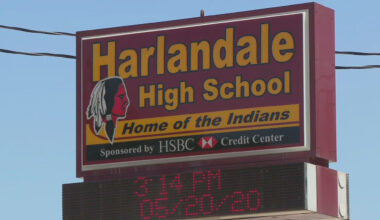 Harlandale
High School
Home of the Indians
Sponsored by HSBC Credit Center
3:14 PM
05/20/20